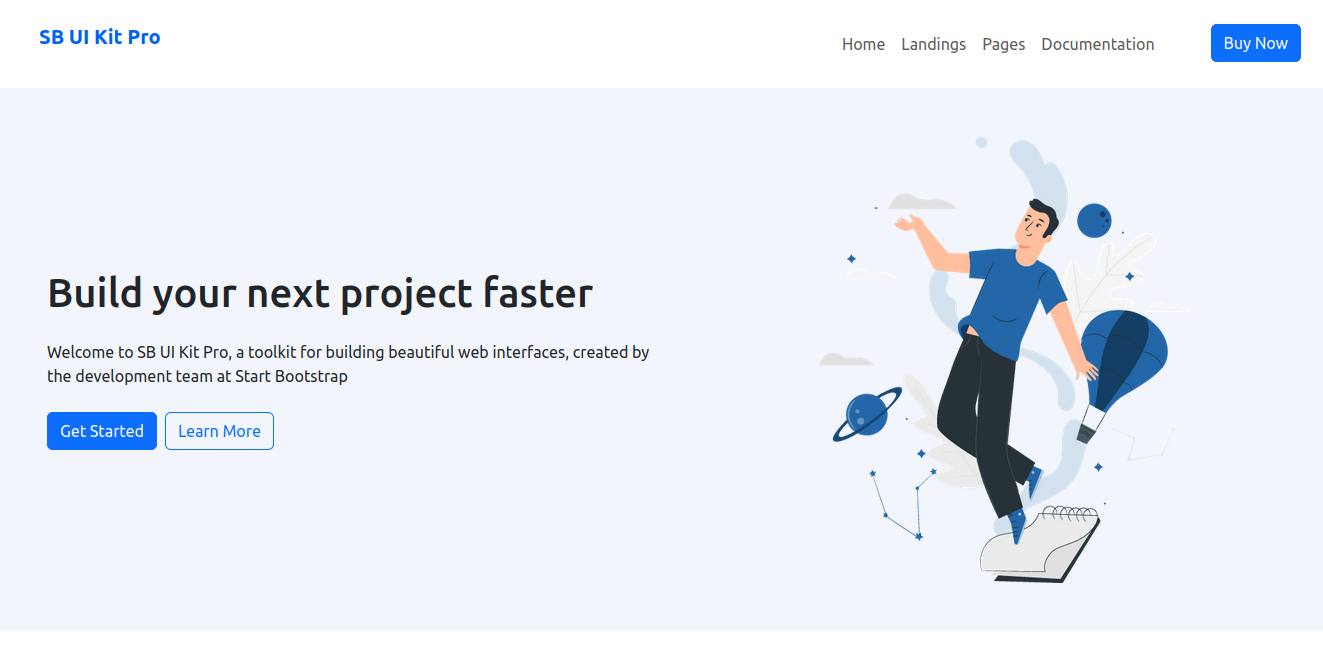 SB UI Kit Pro
Home
Landings
Pages
Documentation
Buy Now
Build your next project faster
Welcome to SB UI Kit Pro, a toolkit for building beautiful web interfaces, created by
the development team at Start Bootstrap
Get Started
Learn More